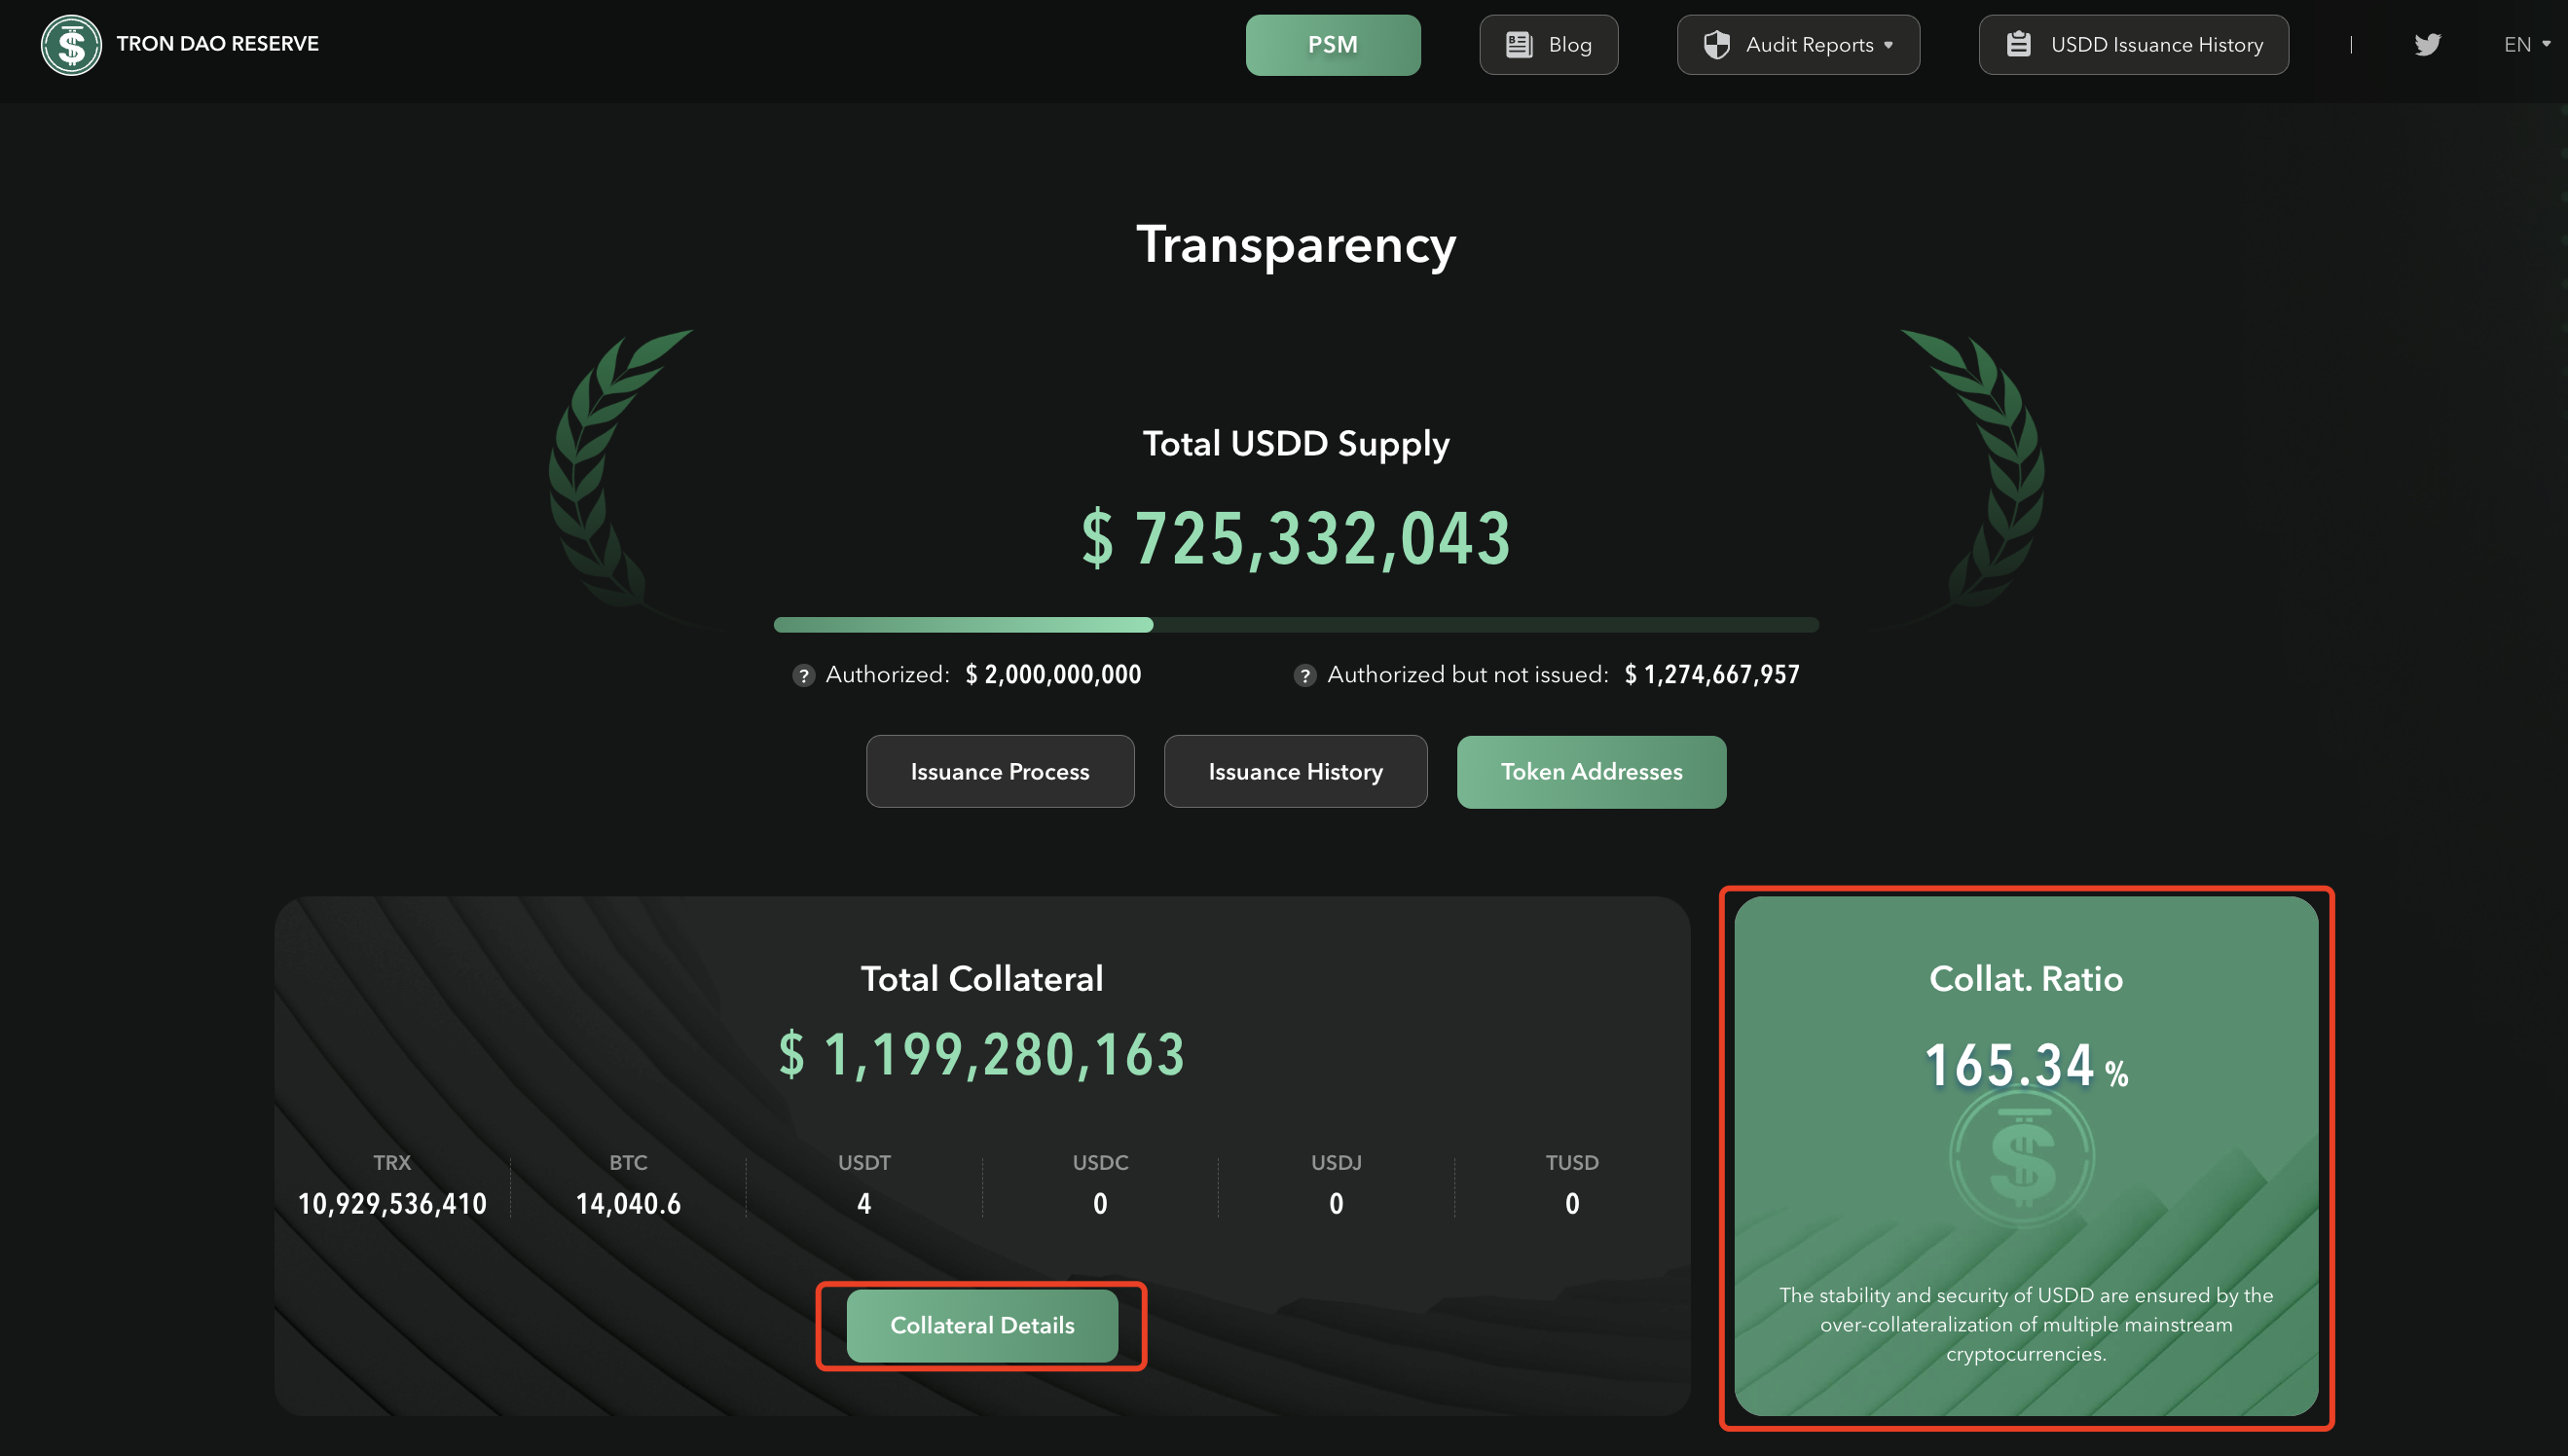 TRON DAO RESERVE
PSM
Blog
Audit Reports
USDD Issuance History
EN
Transparency
Total USDD Supply
$ 725,332,043
? Authorized: $ 2,000,000,000
? Authorized but not issued: $ 1,274,667,957
Issuance Process
Issuance History
Token Addresses
Total Collateral
$ 1,199,280,163
TRX
10,929,536,410
BTC
14,040.6
USDT
4
USDC
0
USDJ
0
TUSD
0
Collateral Details
Collat. Ratio
165.34 %
The stability and security of USDD are ensured by the
over-collateralization of multiple mainstream
cryptocurrencies.